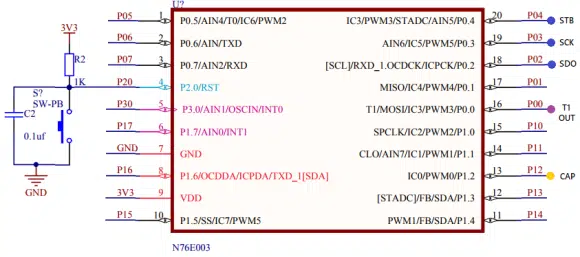 U?
P05 1 P0.5/AIN4/T0/IC6/PWM2 IC3/PWM3/STADC/AIN5/P0.4 20 P04 STB
3V3
P06 2 P0.6/AIN/TXD AIN6/IC5/PWM5/P0.3 19 P03 SCK
R2
P07 3 P0.7/AIN2/RXD [SCL]/RXD_1.OCDCK/ICPCK/P0.2 18 P02 SDO
1K P20 4 P2.0/RST MISO/IC4/PWM4/P0.1 17 P01
S?
SW-PB
P30 5 P3.0/AIN1/OSCIN/INT0 T1/MOSI/IC3/PWM3/P0.0 16 P00 T1 OUT
C2
P17 6 P1.7/AIN0/INT1 SPCLK/IC2/PWM2/P1.0 15 P10
0.1uf
GND 7 GND CLO/AIN7/IC1/PWM1/P1.1 14 P11
P16 8 P1.6/OCDDA/ICPDA/TXD_1[SDA] IC0/PWM0/P1.2 13 P12 CAP
GND
3V3 9 VDD [STADC]/FB/SDA/P1.3 12 P13
P15 10 P1.5/SS/IC7/PWM5 PWM1/FB/SDA/P1.4 11 P14
N76E003